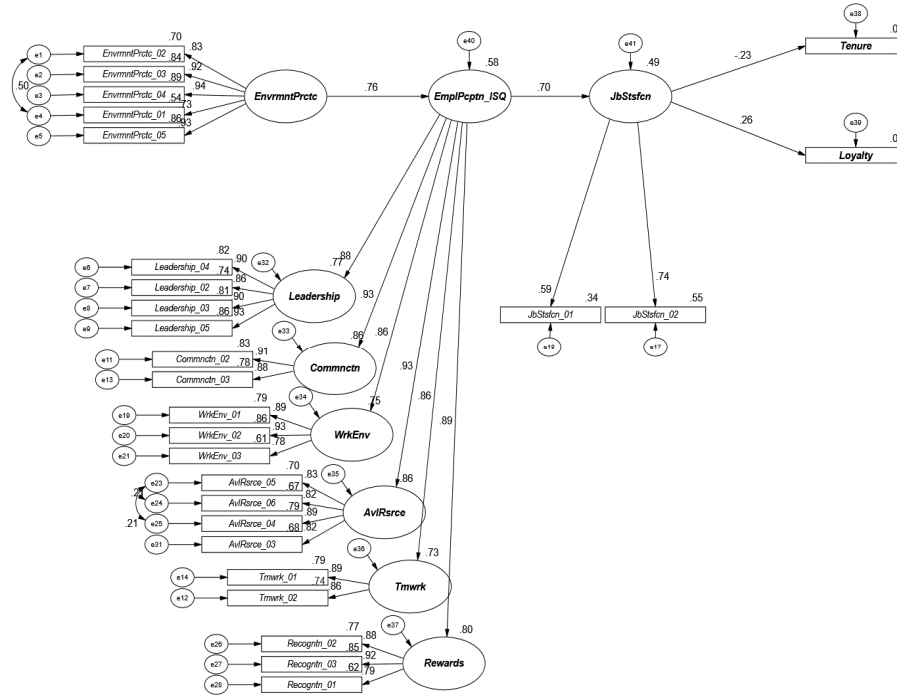 e38
.0
Tenure
e40
e41
.70
e1
.83
EnvrmntPrctc_02
.84
.58
.49
-.23
e2
.92
EnvrmntPrctc_03
.89
e3
.94
EnvrmntPrctc_04
.54
EnvrmntPrctc
.76
EmplPcptn_ISQ
.70
JbStsfcn
.50
.73
e4
EnvrmntPrctc_01
.86
.26
e39
.93
e5
EnvrmntPrctc_05
.0
Loyalty
.82
.90
e32
.88
e6
Leadership_04
.74
.77
.86
e7
Leadership_02
.81
Leadership
.93
.59
.74
.90
e8
Leadership_03
.86
.93
e9
Leadership_05
.34
.55
JbStsfcn_01
JbStsfcn_02
e33
.86
.86
.83
.91
e11
Commnctn_02
.78
e18
e17
.88
e13
Commnctn_03
Commnctn
.93
.79
e34
.86
.75
.89
e19
WrkEnv_01
.86
.89
.93
e20
WrkEnv_02
.61
WrkEnv
.78
e21
WrkEnv_03
.70
.83
e35
.86
e23
AvlRsrce_05
.67
.82
e24
AvlRsrce_06
.79
.89
.21
e25
AvlRsrce_04
.68
.82
AvlRsrce
e31
AvlRsrce_03
e36
.73
.79
.89
e14
Tmwrk_01
.74
.86
Tmwrk
e12
Tmwrk_02
e37
.80
.77
.88
e26
Recogntn_02
.85
.92
e27
Recogntn_03
.62
Rewards
.79
e28
Recogntn_01